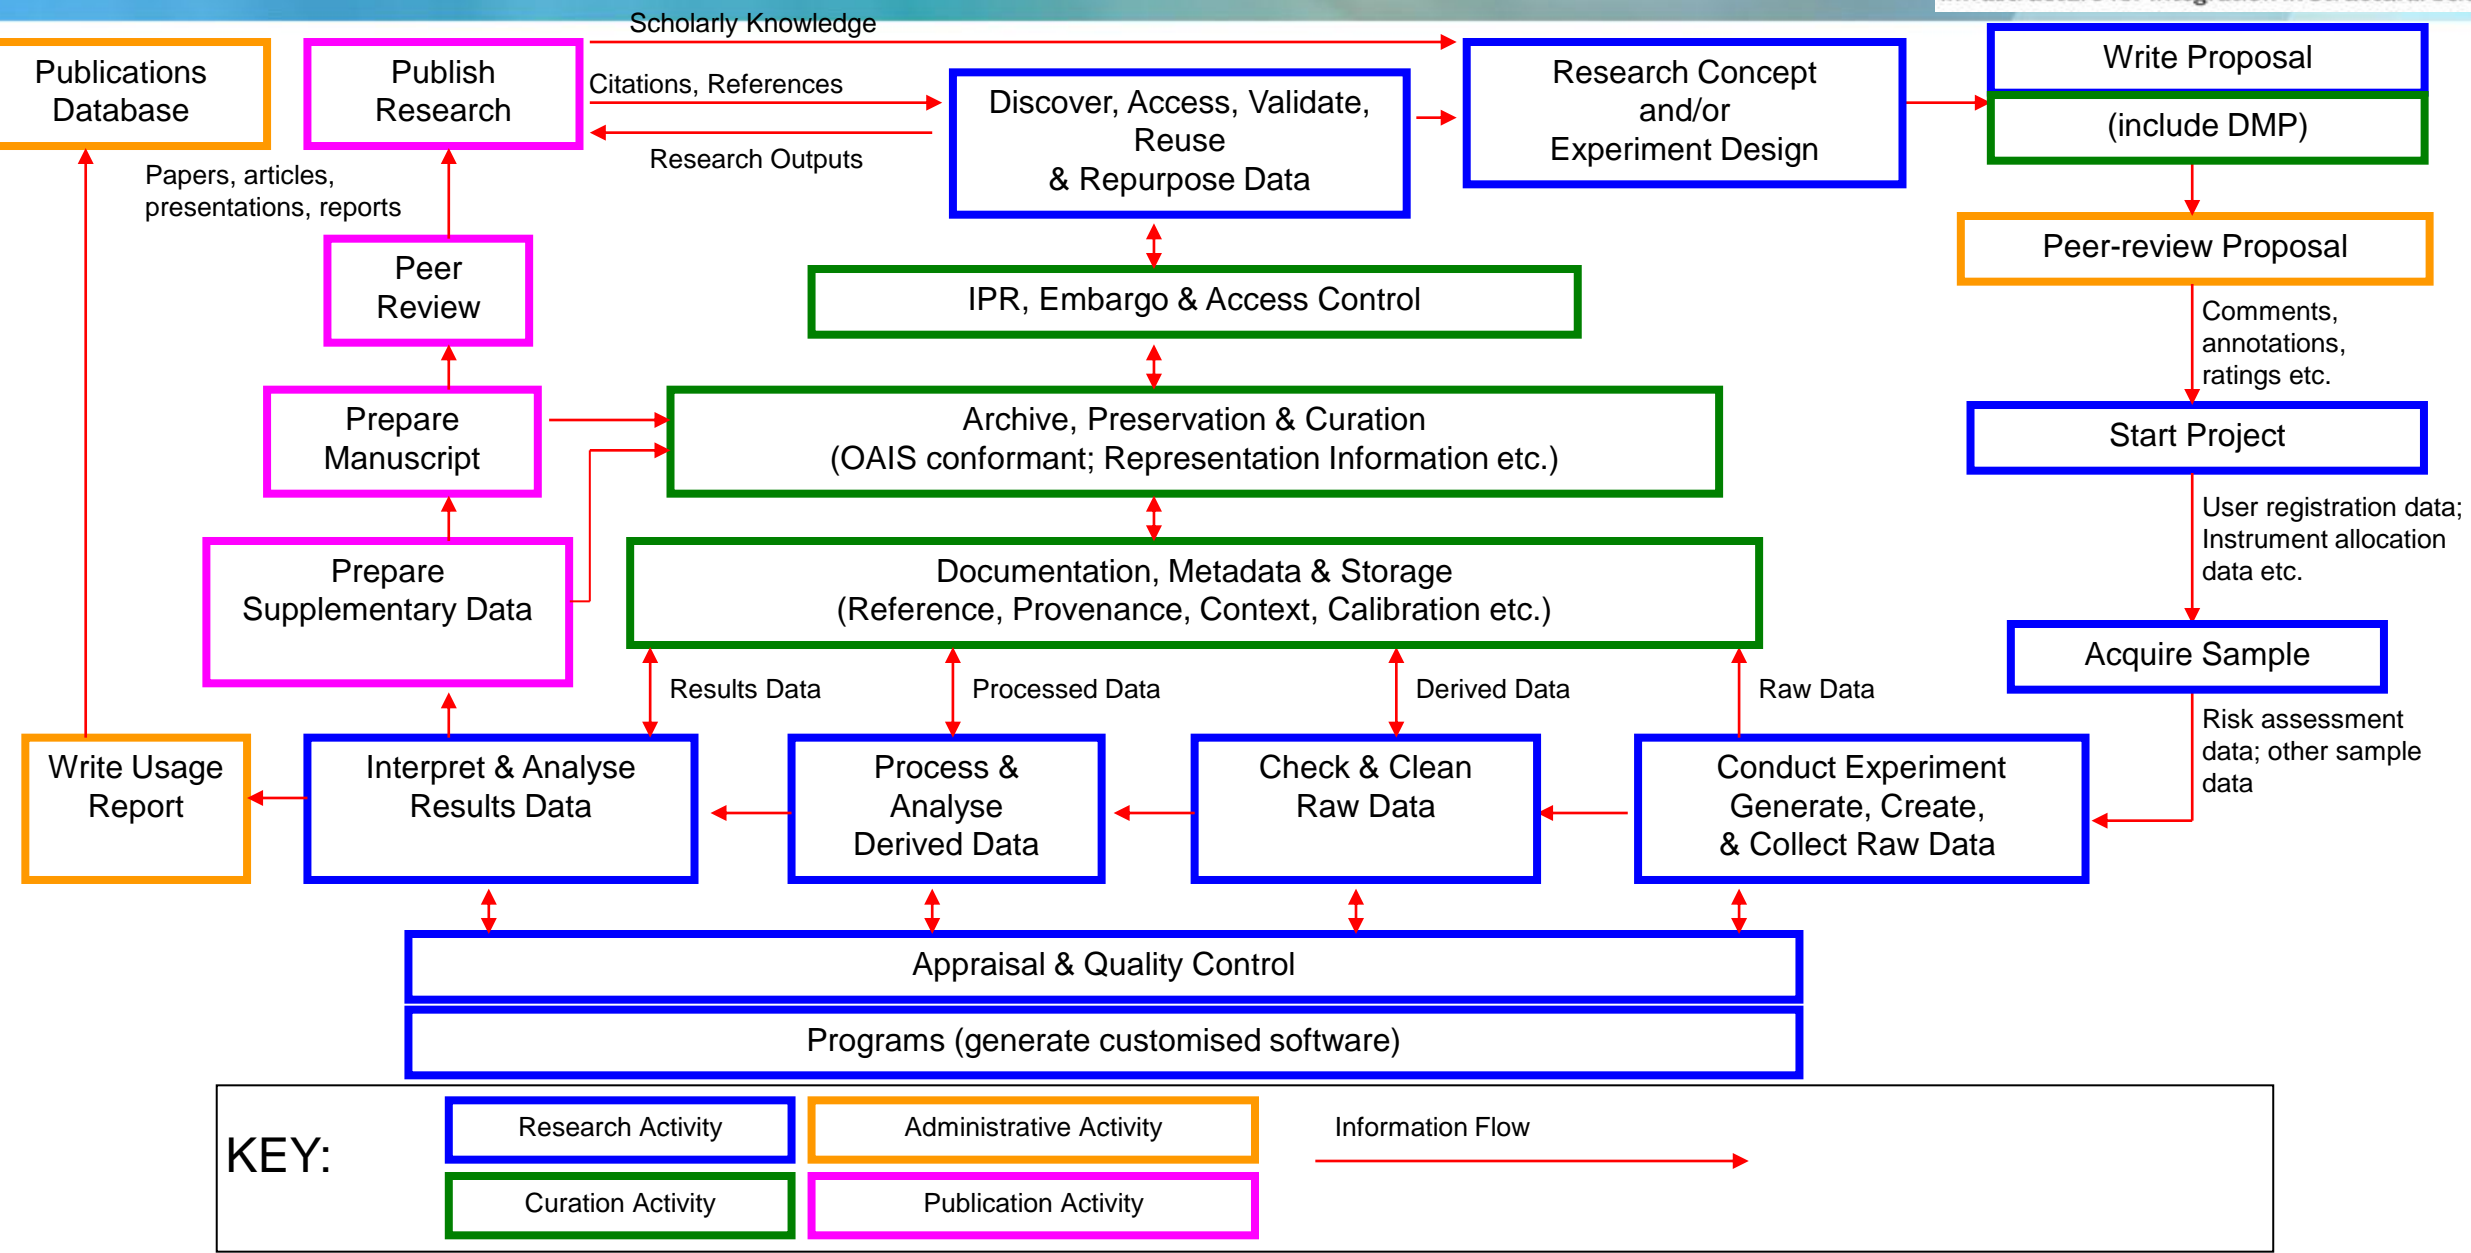 Scholarly Knowledge
Publications
Database
Publish
Research
Citations, References
Research Outputs
Discover, Access, Validate,
Reuse
& Repurpose Data
Research Concept
and/or
Experiment Design
Write Proposal
(include DMP)
Papers, articles,
presentations, reports
Peer
Review
IPR, Embargo & Access Control
Peer-review Proposal
Comments,
annotations,
ratings etc.
Prepare
Manuscript
Archive, Preservation & Curation
(OAIS conformant; Representation Information etc.)
Start Project
User registration data;
Instrument allocation
data etc.
Prepare
Supplementary Data
Documentation, Metadata & Storage
(Reference, Provenance, Context, Calibration etc.)
Acquire Sample
Results Data
Processed Data
Derived Data
Raw Data
Risk assessment
data; other sample
data
Write Usage
Report
Interpret & Analyse
Results Data
Process &
Analyse
Derived Data
Check & Clean
Raw Data
Conduct Experiment
Generate, Create,
& Collect Raw Data
Appraisal & Quality Control
Programs (generate customised software)
KEY:
Research Activity
Administrative Activity
Information Flow
Curation Activity
Publication Activity